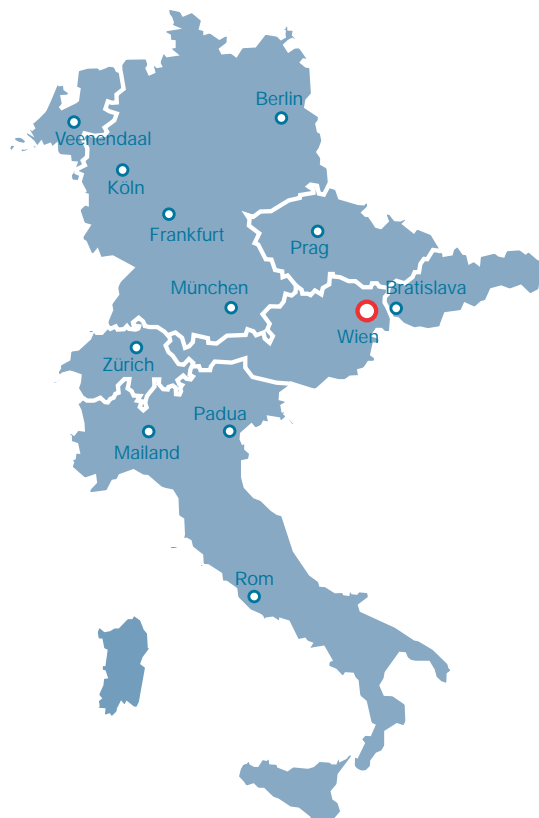 Berlin
Veenendaal
Köln
Frankfurt
Prag
München
Bratislava
Wien
Zürich
Padua
Mailand
Rom